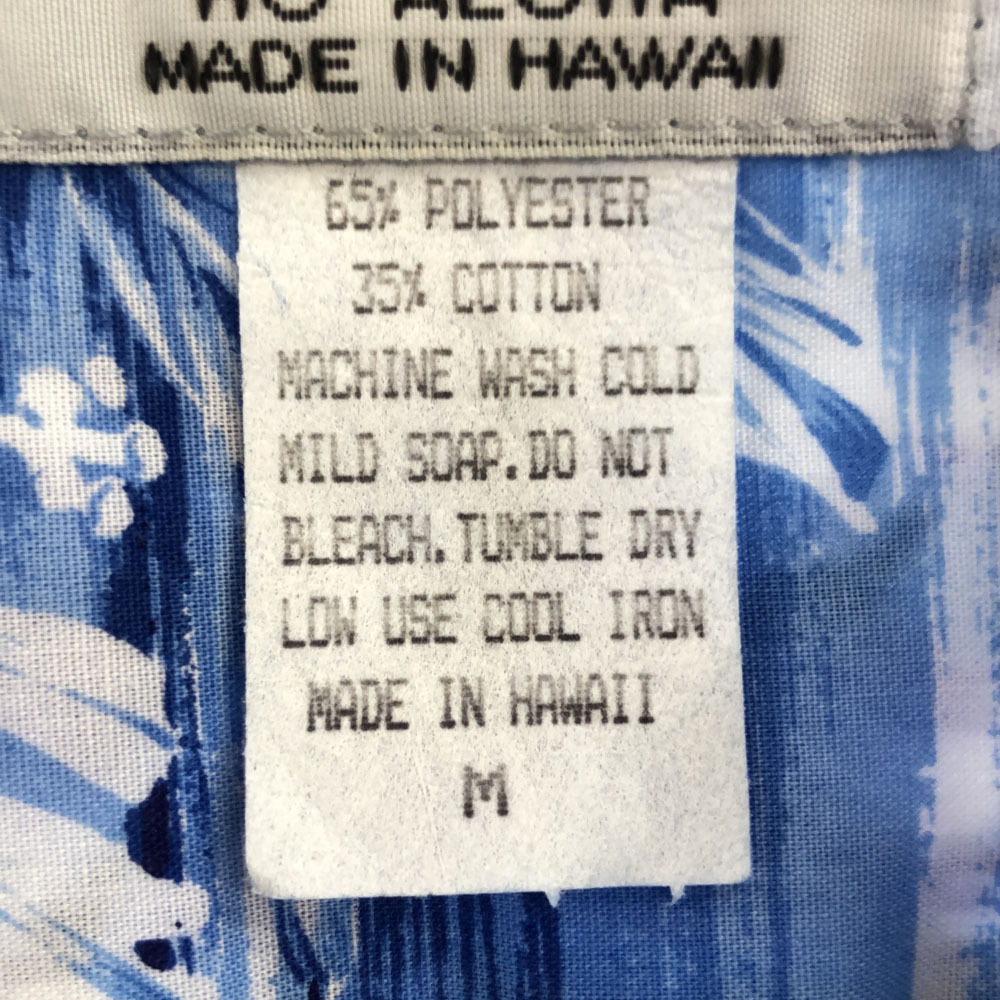 ALOHA
MADE IN HAWAII
65% POLYESTER
35% COTTON
MACHINE WASH COLD
MILD SOAP. DO NOT
BLEACH. TUMBLE DRY
LOW USE COOL IRON
MADE IN HAWAII
M